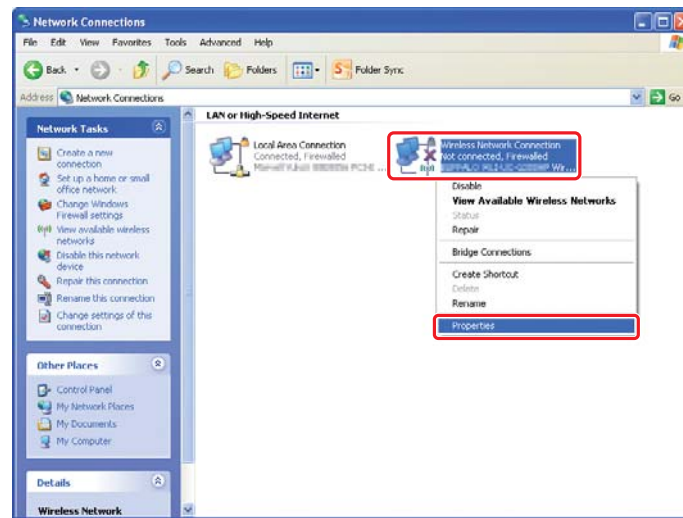 Network Connections
File Edit View Favorites Tools Advanced Help
Back Search Folders Folder Sync
Address Network Connections Go
LAN or High-Speed Internet
Network Tasks
Create a new
connection
Set up a home or small
office network
Change Windows
Firewall settings
View available wireless
networks
Disable this network
device
Repair this connection
Rename this connection
Change settings of this
connection
Other Places
Control Panel
My Network Places
My Documents
My Computer
Details
Wireless Network
Local Area Connection
Connected, Firewalled
Wireless Network Connection
Not connected, Firewalled
Disable
View Available Wireless Networks
Status
Repair
Bridge Connections
Create Shortcut
Delete
Rename
Properties